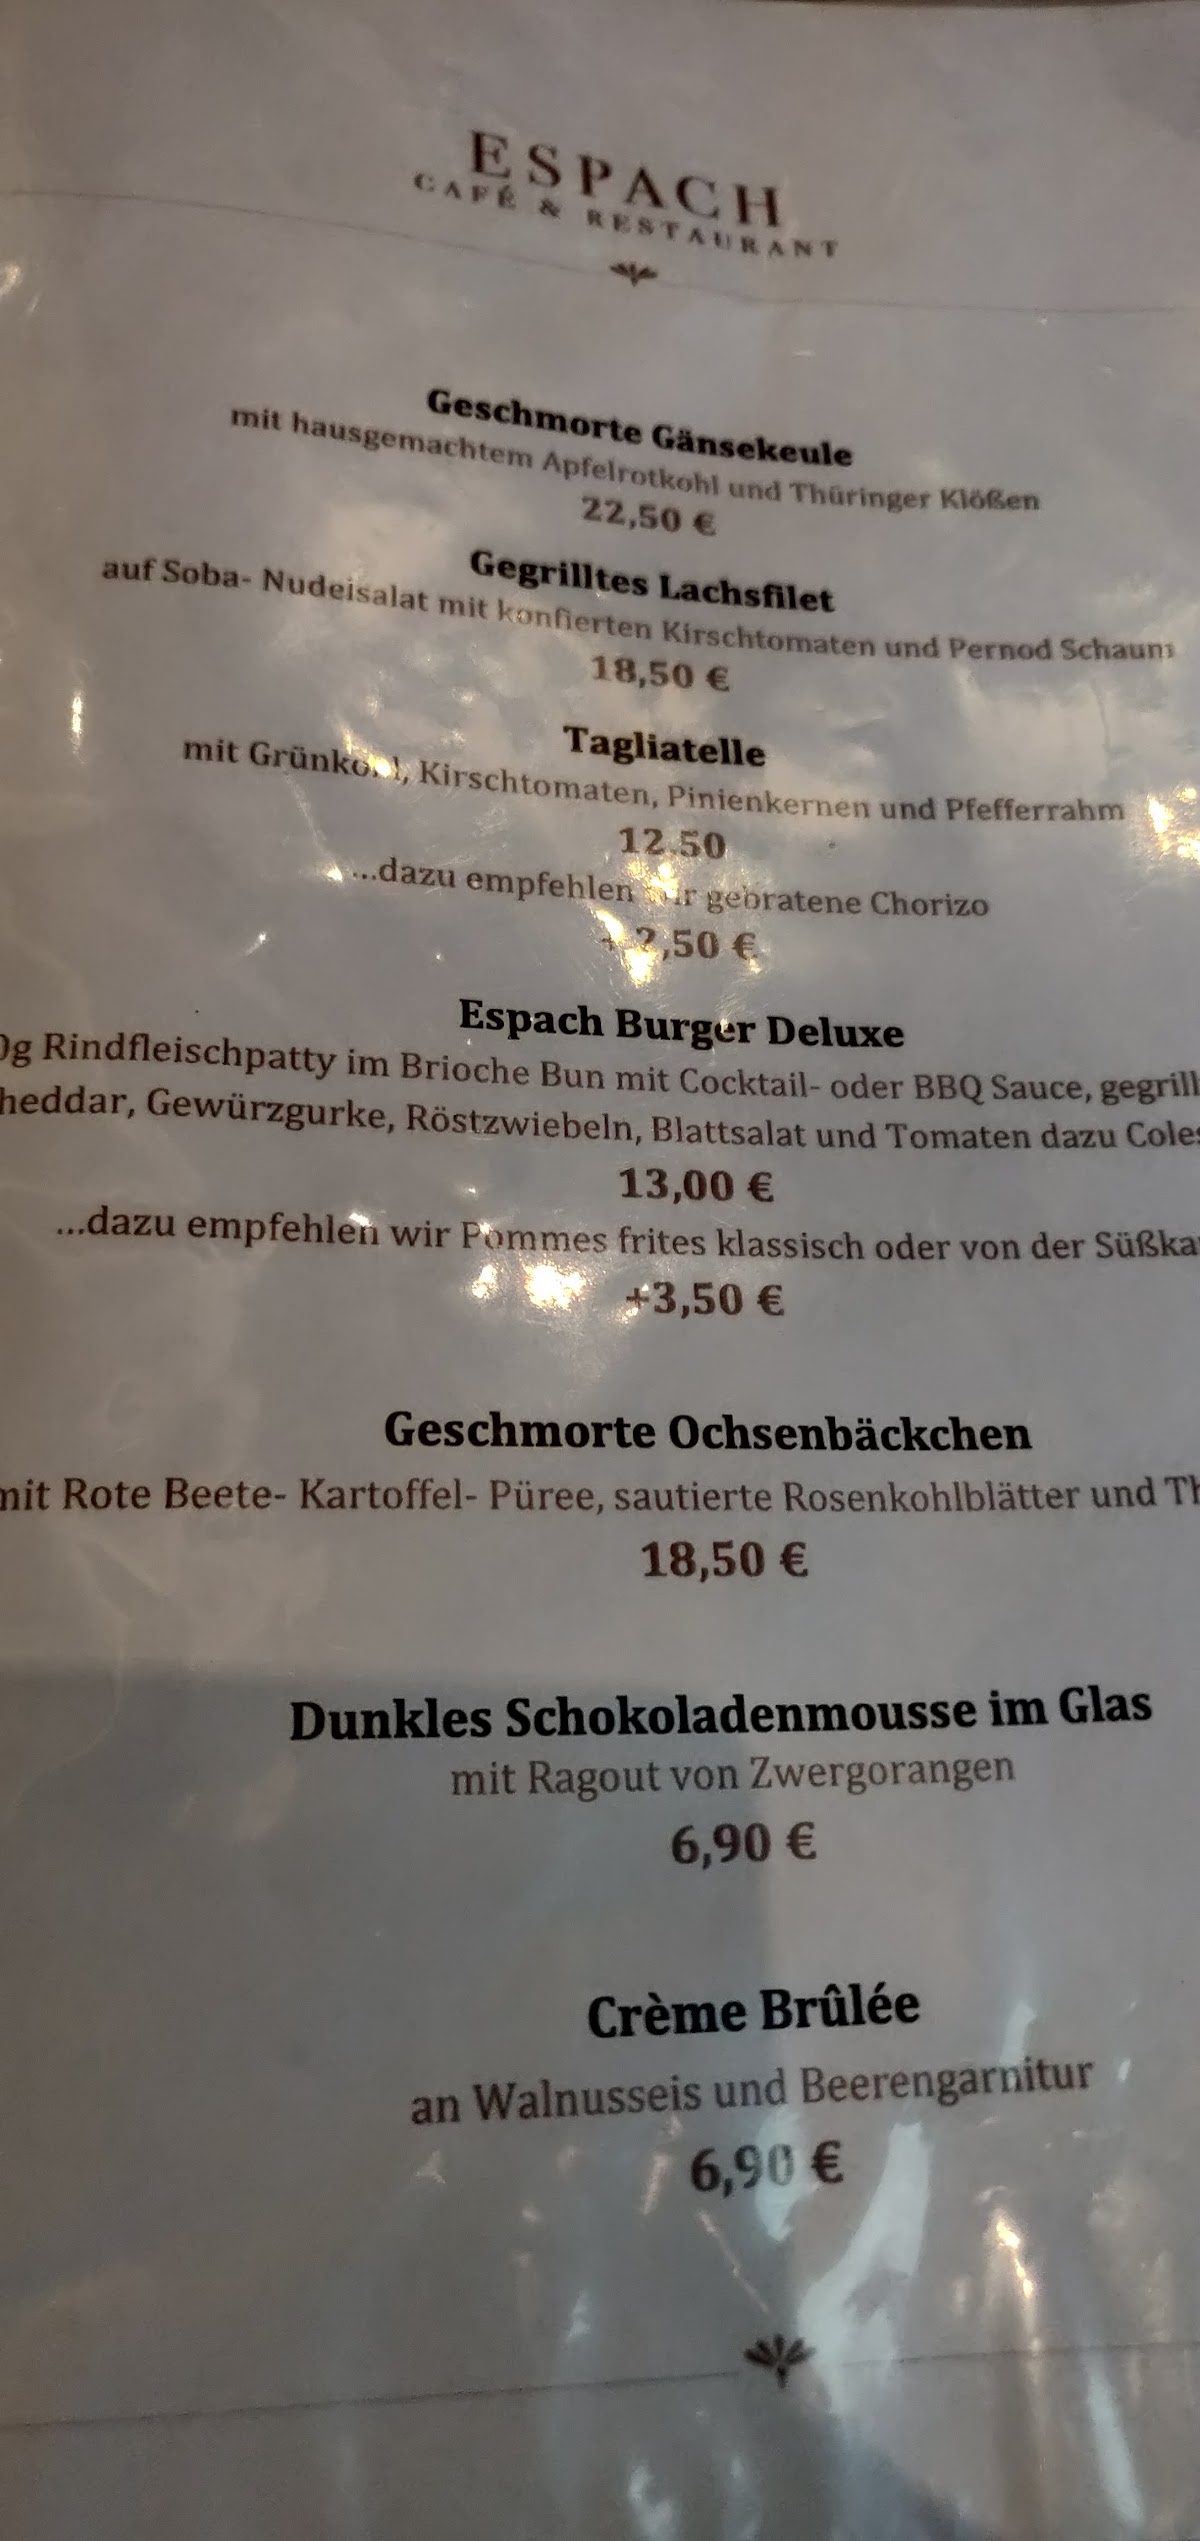 ESPACH
CAFÉ & RESTAURANT
Geschmorte Gänsekeule
mit hausgemachtem Apfelrotkohl und Thüringer Klößen
22,50 €
Gegrilltes Lachsfilet
auf Soba- Nudelsalat mit konfierten Kirschtomaten und Pernod Schaum
18,50 €
Tagliatelle
mit Grünkohl, Kirschtomaten, Pinienkernen und Pfefferrahm
12.50
...dazu empfehlen wir gebratene Chorizo
€
Espach Burger Deluxe
Rindfleischpatty im Brioche Bun mit Cocktail- oder BBQ Sauce,
Gewürzgurke, Röstzwiebeln, Blattsalat und Tomaten dazu
13,00 €
...dazu empfehlen wir Pommes frites klassisch oder von der
+3,50 €
Geschmorte Ochsenbäckchen
mit Rote Beete- Kartoffel- Püree, sautierte Rosenkohlblätter und
18,50 €
Dunkles Schokoladenmousse im Glas
mit Ragout von Zwergorangen
6,90 €
Crème Brûlée
an Walnusseis und Beerengarnitur
6,90 €